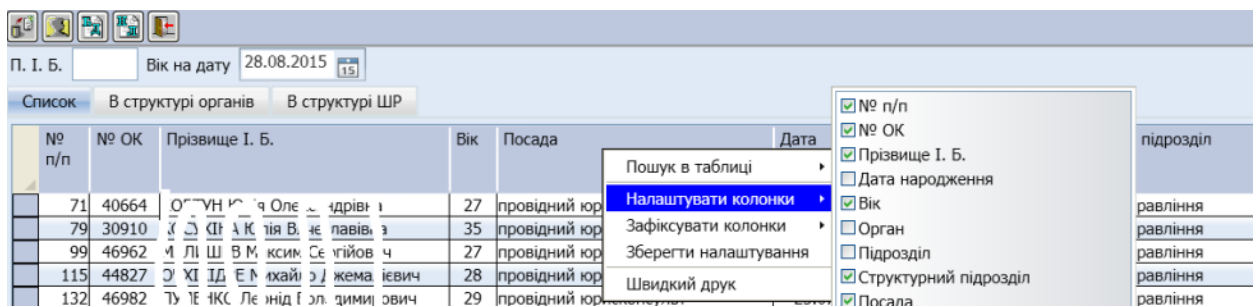 П. І. Б. Вік на дату 28.08.2015 15
Список В структурі органів В структурі ШР
№ п/п № ОК Прізвище І. Б. Вік Посада Дата підрозділ
71 40664 27 провідний юр равління
79 30910 35 провідний юр равління
99 46962 27 провідний юр равління
115 44827 28 провідний юр равління
132 46982 29 провідний равління
Пошук в таблиці
Налаштувати колонки
Зафіксувати колонки
Зберегти налаштування
Швидкий друк
№ п/п
№ ОК
Прізвище І. Б.
Дата народження
Вік
Орган
Підрозділ
Структурний підрозділ
Посада